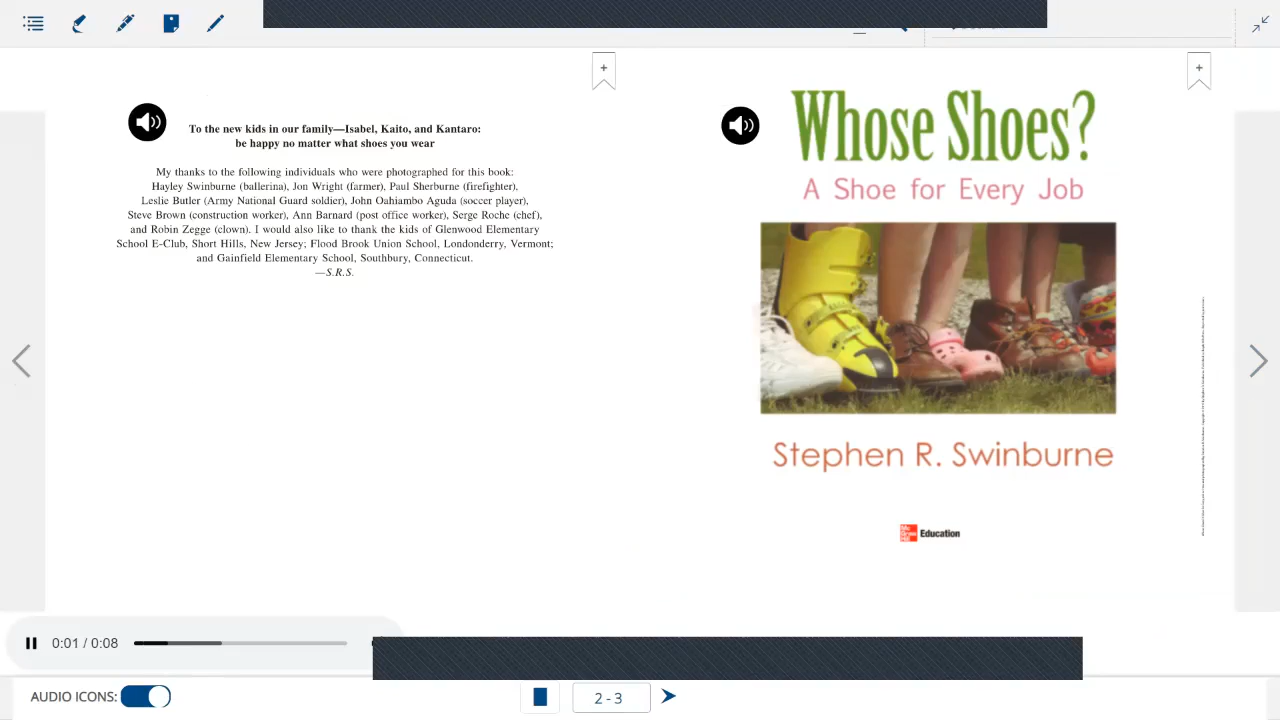 To the new kids in our family—Isabel, Kaito, and Kantaro:
be happy no matter what shoes you wear
My thanks to the following individuals who were photographed for this book:
Hayley Swinburne (ballerina), Jon Wright (farmer), Paul Sherburne (firefighter),
Leslie Butler (Army National Guard soldier), John Oahiambo Aguda (soccer player),
Steve Brown (construction worker), Ann Barnard (post office worker), Serge Roche (chef),
and Robin Zegge (clown). I would also like to thank the kids of Glenwood Elementary
School E-Club, Short Hills, New Jersey; Flood Brook Union School, Londonderry, Vermont;
and Gainfield Elementary School, Southbury, Connecticut.
—S.R.S.
Whose Shoes?
A Shoe for Every Job
Stephen R. Swinburne
Mc
Graw
Hill
Education
0:01 / 0:08
AUDIO ICONS:
2 - 3